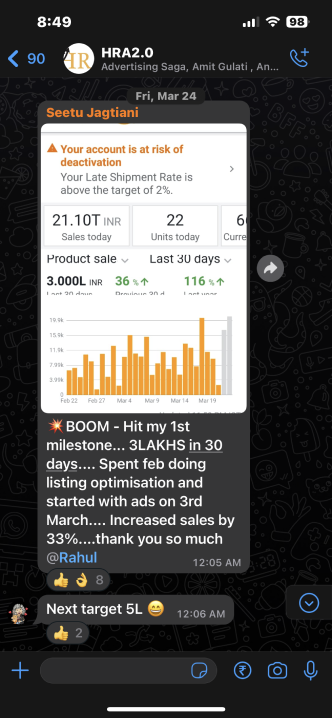 8:49
98
90
HRA2.0
Advertising Saga, Amit Gulati , An...
Fri, Mar 24
Seetu Jagtiani
Your account is at risk of
deactivation
Your Late Shipment Rate is
above the target of 2%.
21.10T INR
Sales today
22
Units today
Curre
Product sale
Last 30 days
3.000L INR
36 %↑
116 %↑
Last 30 days
Previous 30 d
Last year
19.9k
15.9k
11.9k
7.99k
3.99k
0
Feb 22 Feb 27 Mar 4 Mar 9 Mar 14 Mar 19
💥BOOM - Hit my 1st
milestone... 3LAKHS in 30
days.... Spent feb doing
listing optimisation and
started with ads on 3rd
March.... Increased sales by
33%....thank you so much
@Rahul
12:05 AM
👍👌 8
Next target 5L 😄
12:06 AM
👍 2
₹